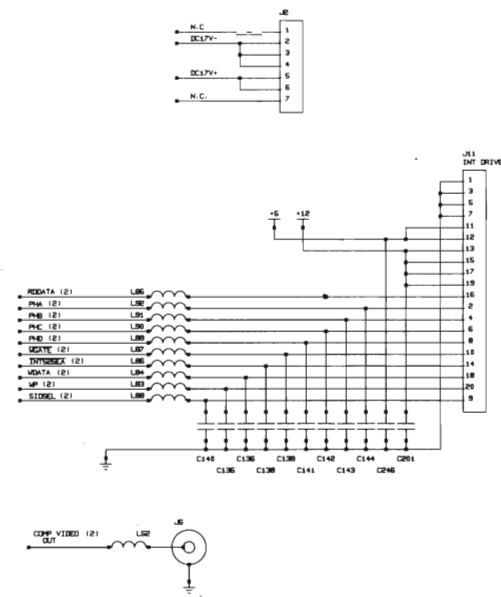 J2
N.C 1
DC17V- 2
3
4
DC17V+ 5
6
N.C. 7
J11
INT DRIVE
1
3
5
7
+5 +12 11
12
13
15
17
19
RDDATA (2) L85 16
PHA (2) L92 2
PHB (2) L91 4
PHC (2) L90 6
PHD (2) L89 8
WGATE (2) L87 10
L86 14
WDATA (2) L84 18
WP (2) L83 20
SIDSEL (2) L88 9
C140 C136 C138 C142 C144 C201
C135 C138 C141 C143 C246
COMP VIDEO (2) L52 J6
OUT